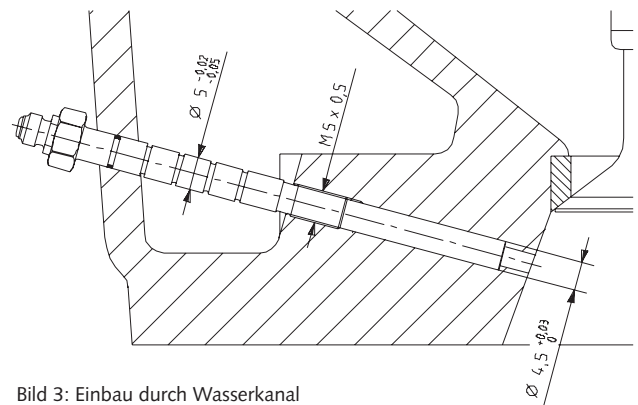 Ø 5 -0,02 -0,05
M 5 x 0,5
Ø 4,5 +0,03 0
Bild 3: Einbau durch Wasserkanal